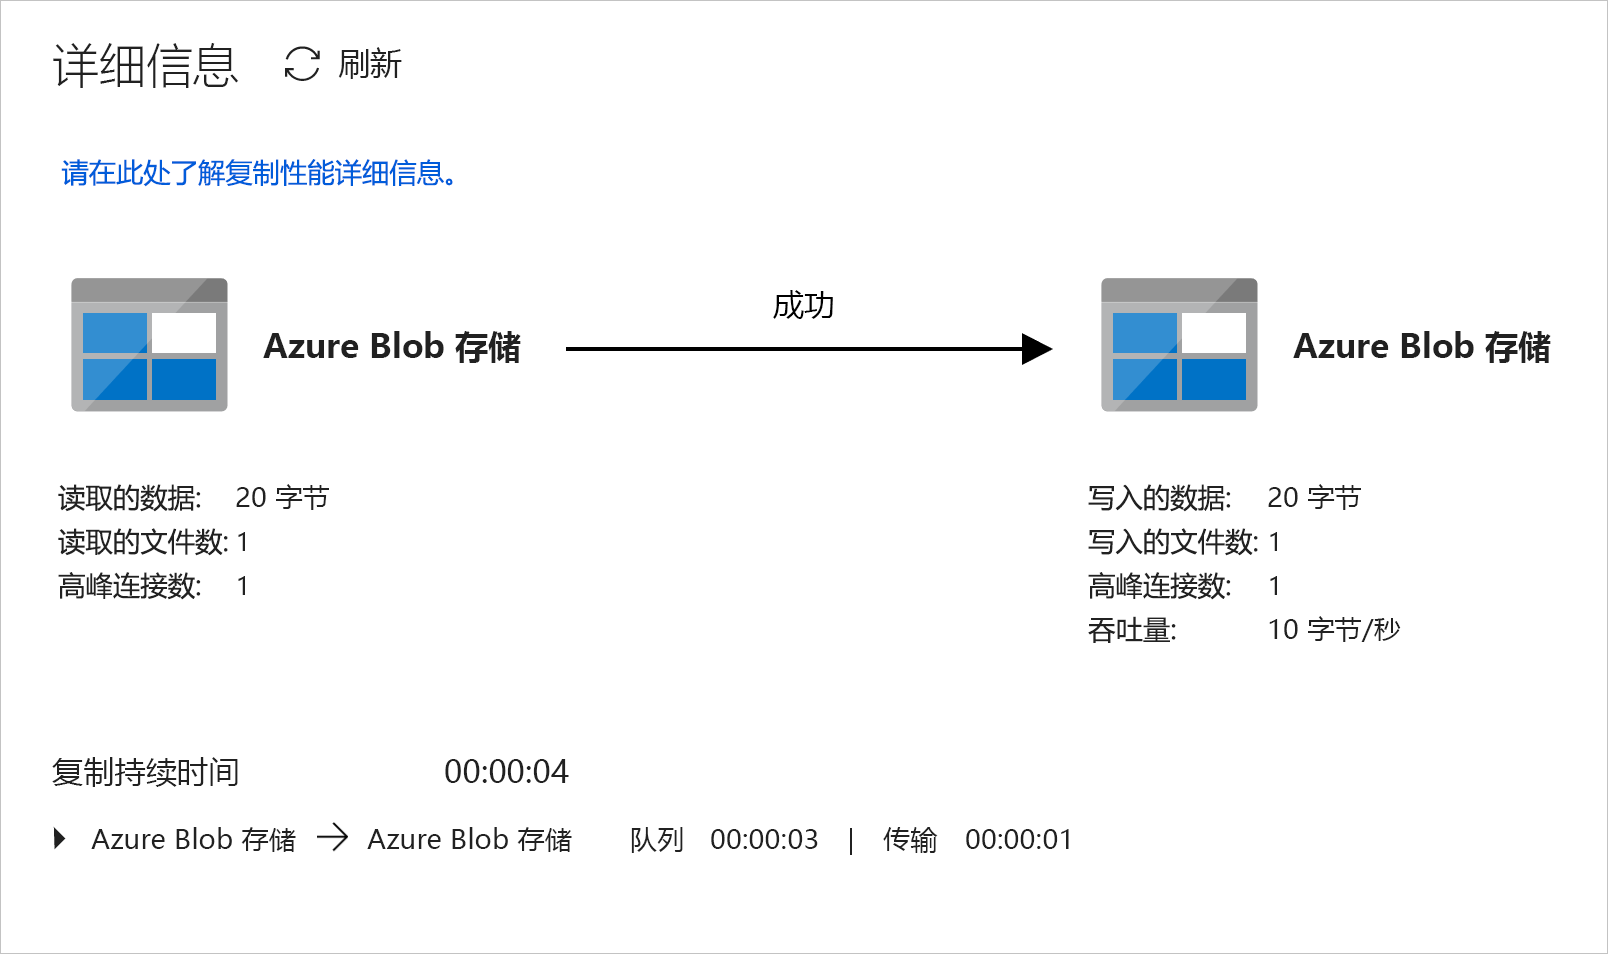 详细信息 刷新
请在此处了解复制性能详细信息。
成功
Azure Blob 存储 Azure Blob 存储
读取的数据: 20 字节 写入的数据: 20 字节
读取的文件数: 1 写入的文件数: 1
高峰连接数: 1 高峰连接数: 1
吞吐量: 10 字节/秒
复制持续时间 00:00:04
Azure Blob 存储 → Azure Blob 存储 队列 00:00:03 | 传输 00:00:01